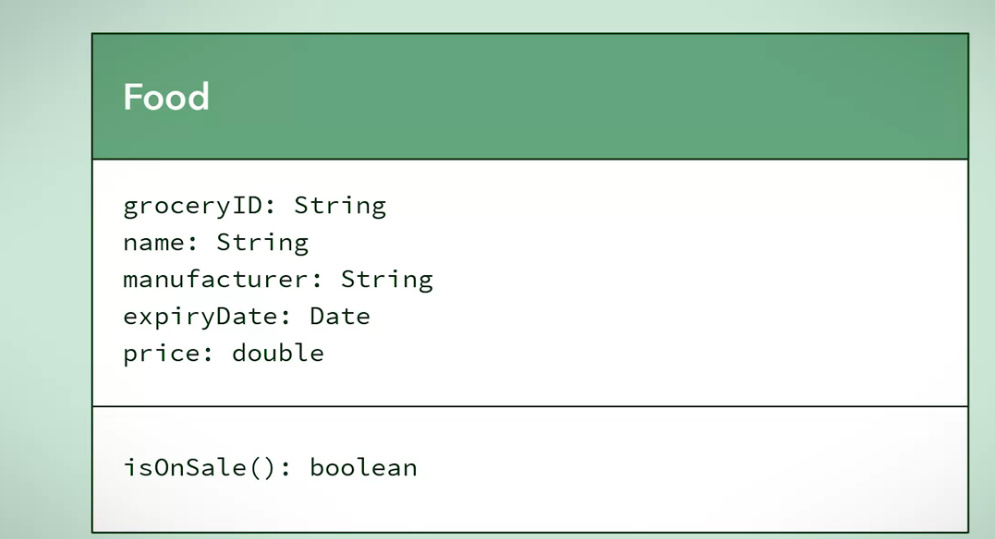 Food
groceryID: String
name: String
manufacturer: String
expiryDate: Date
price: double
isOnSale(): boolean